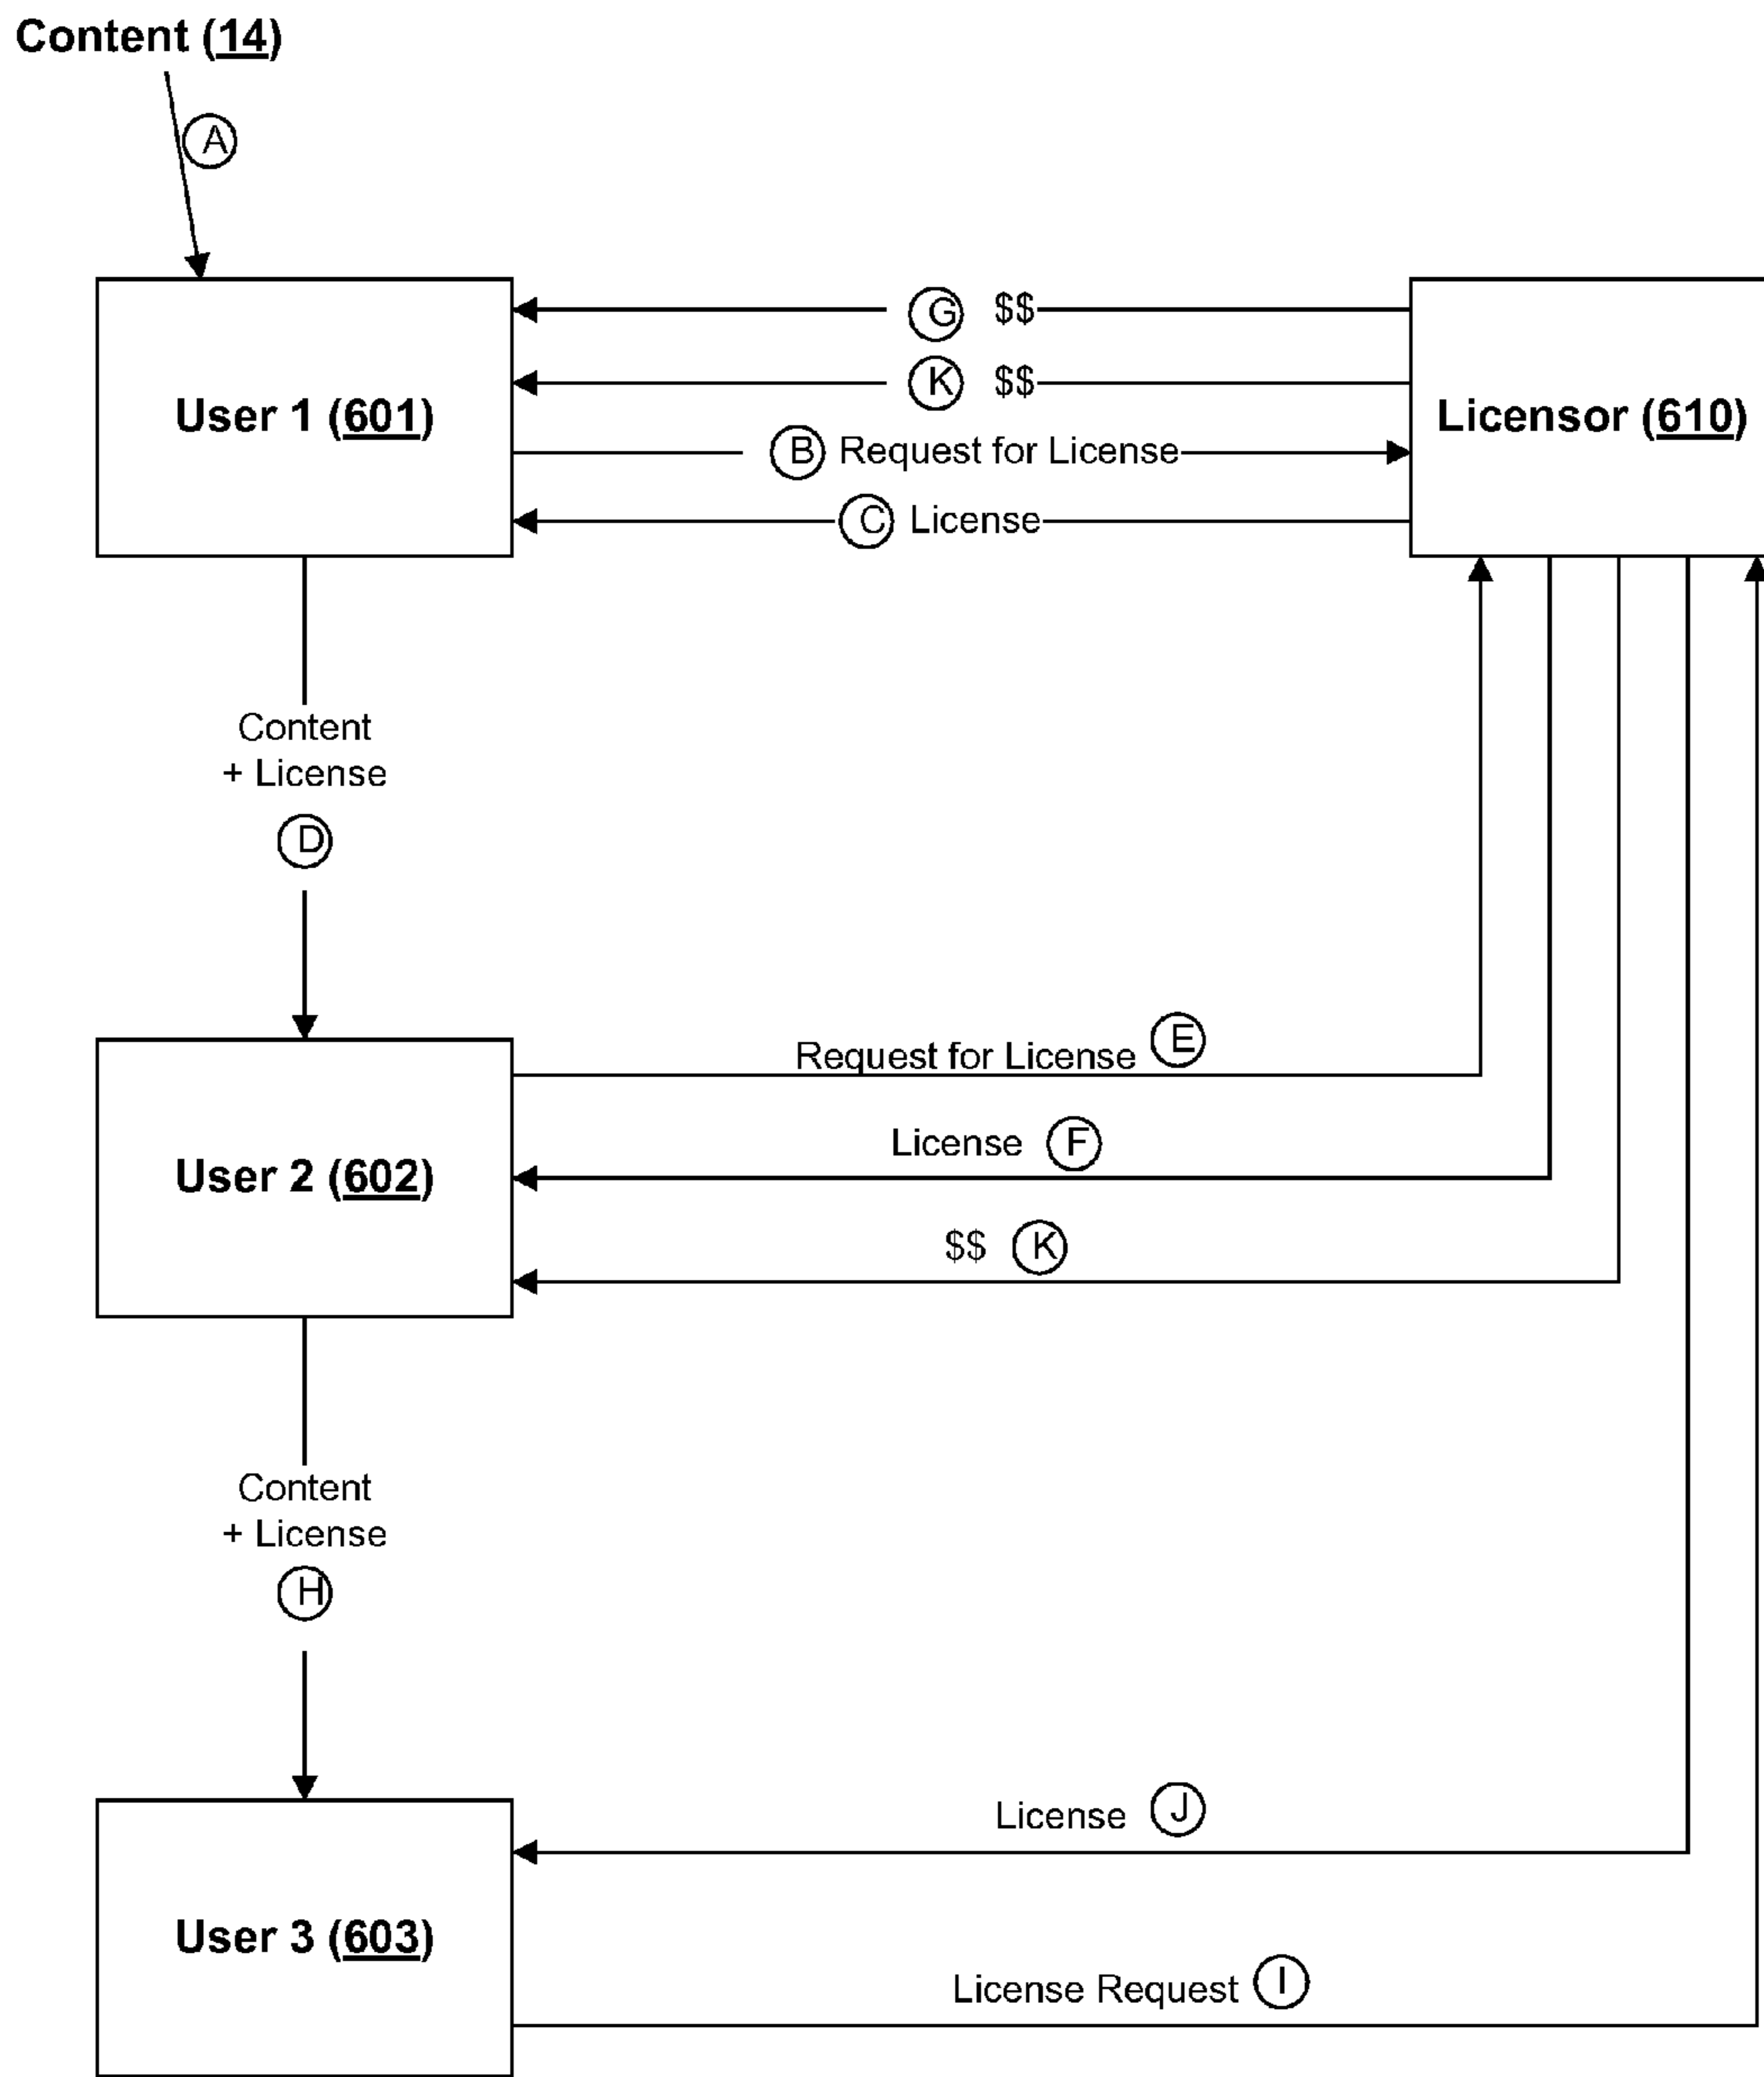 Content (14)
A
G $$
K $$
User 1 (601)
Licensor (610)
B Request for License
C License
Content
+ License
D
Request for License E
License F
User 2 (602)
$$ K
Content
+ License
H
License J
User 3 (603)
License Request I